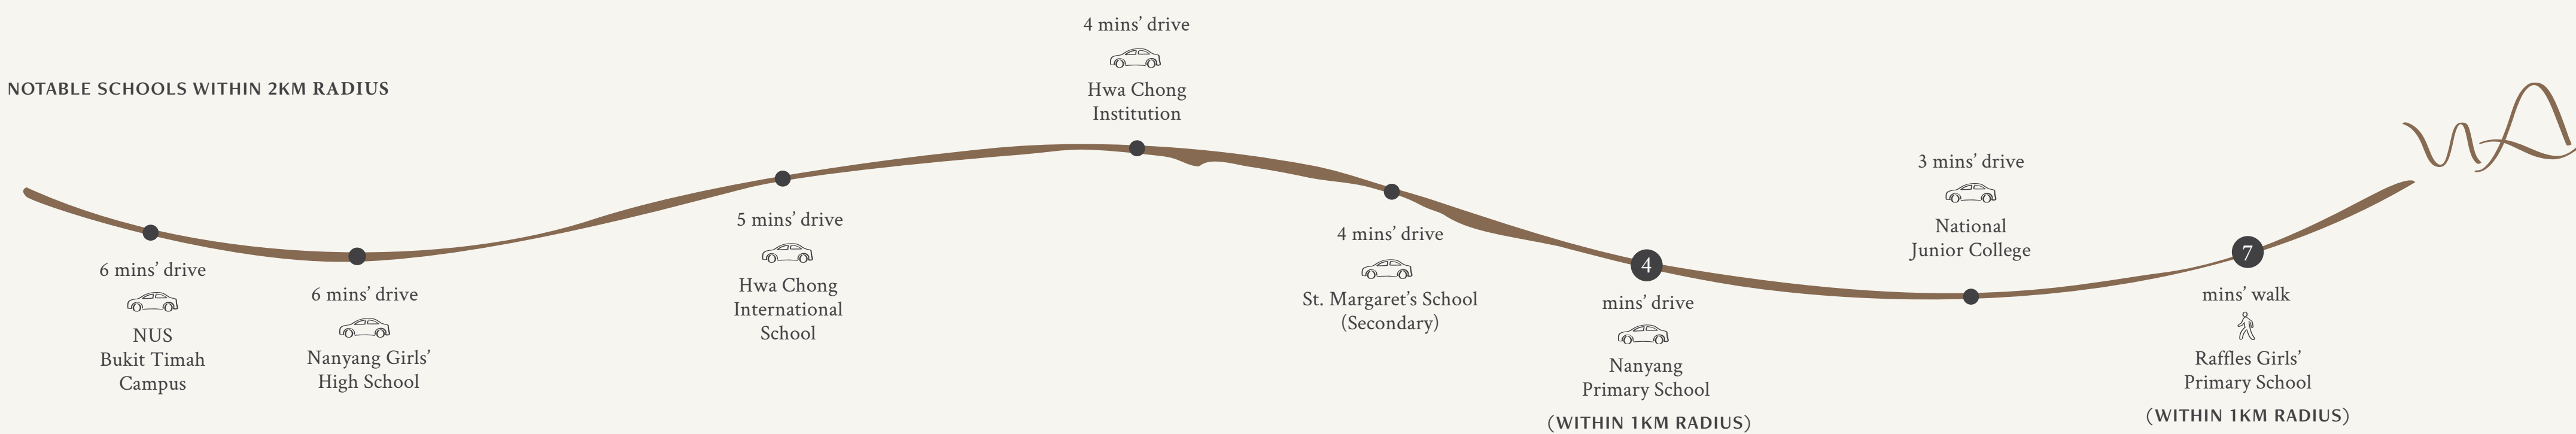 NOTABLE SCHOOLS WITHIN 2KM RADIUS
6 mins’ drive
NUS
Bukit Timah
Campus
6 mins’ drive
Nanyang Girls’
High School
5 mins’ drive
Hwa Chong
International
School
4 mins’ drive
Hwa Chong
Institution
4 mins’ drive
St. Margaret’s School
(Secondary)
4
mins’ drive
Nanyang
Primary School
(WITHIN 1KM RADIUS)
3 mins’ drive
National
Junior College
7
mins’ walk
Raffles Girls’
Primary School
(WITHIN 1KM RADIUS)
WA